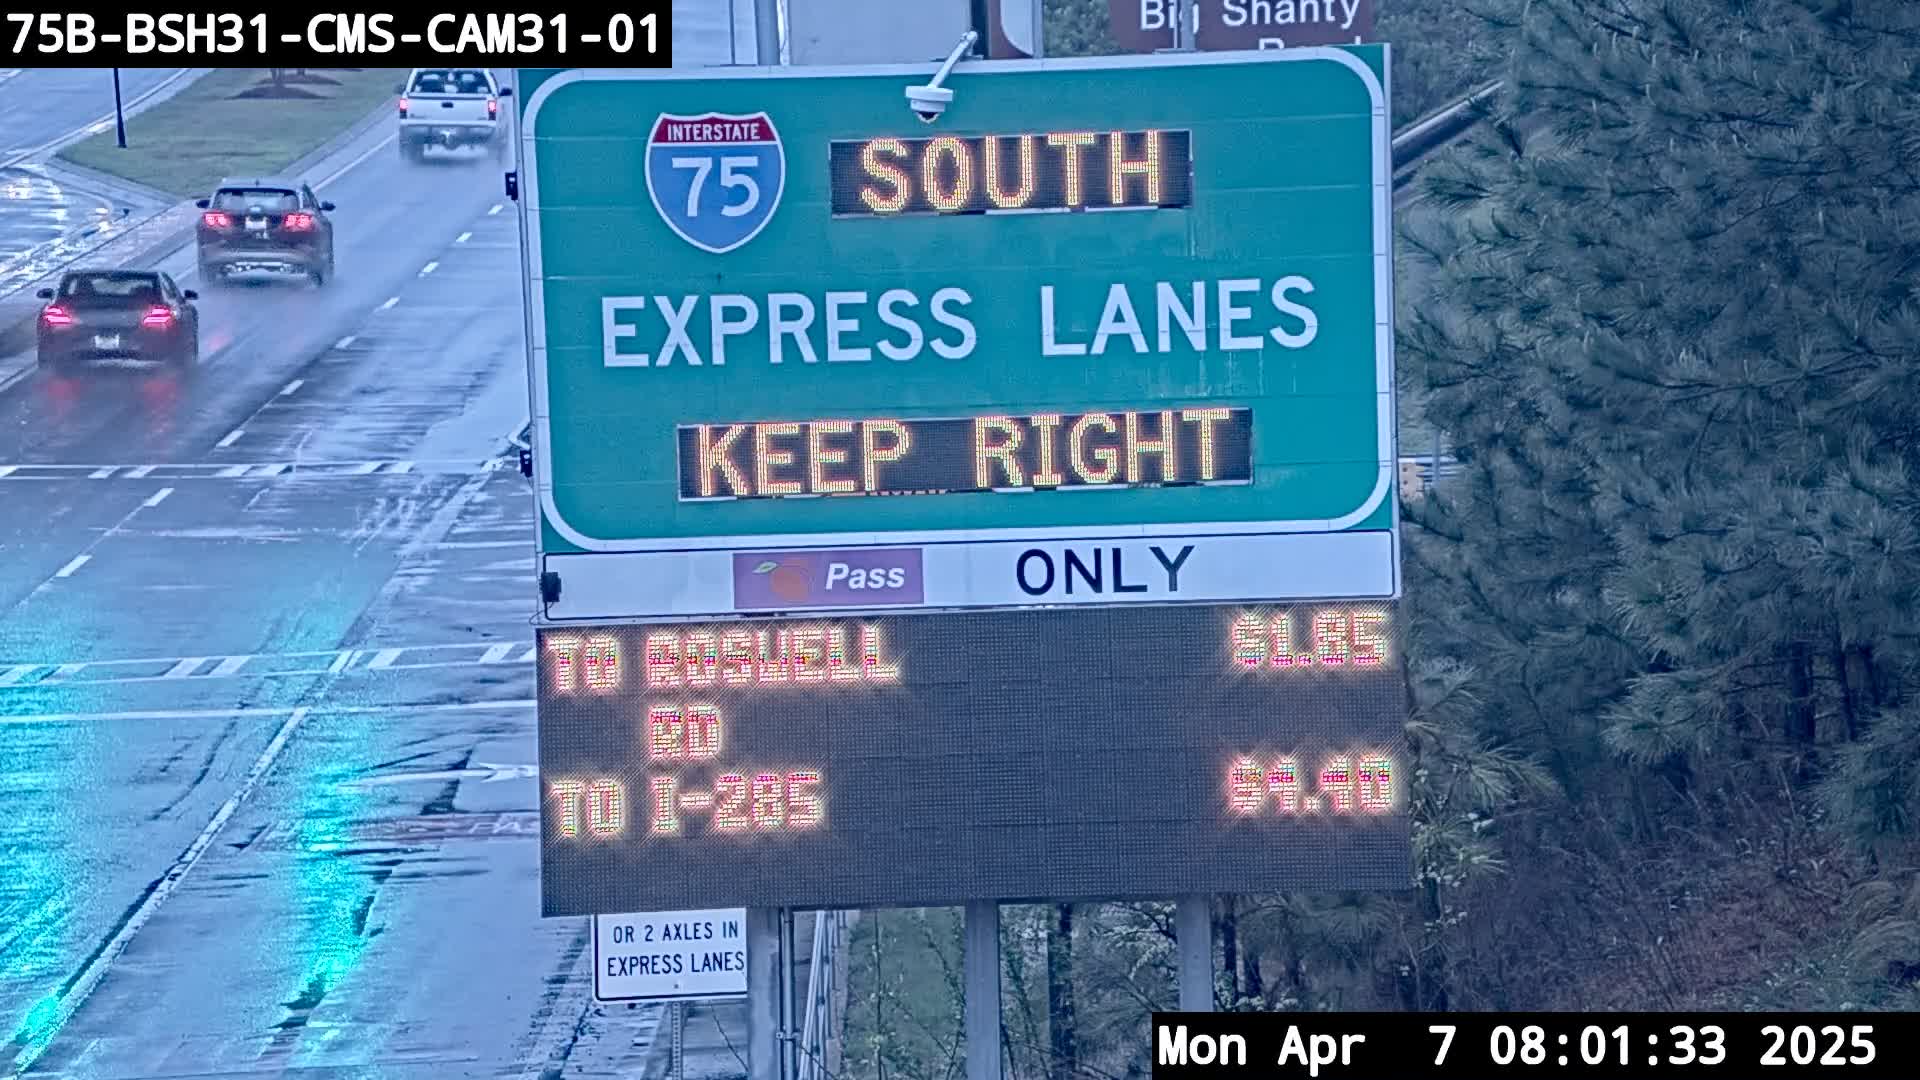 75B-BSH31-CMS-CAM31-01
Big Shanty
INTERSTATE
75
SOUTH
EXPRESS LANES
KEEP RIGHT
Pass ONLY
TO ROSWELL $1.85
RD
TO I-285 $4.40
OR 2 AXLES IN
EXPRESS LANES
Mon Apr 7 08:01:33 2025